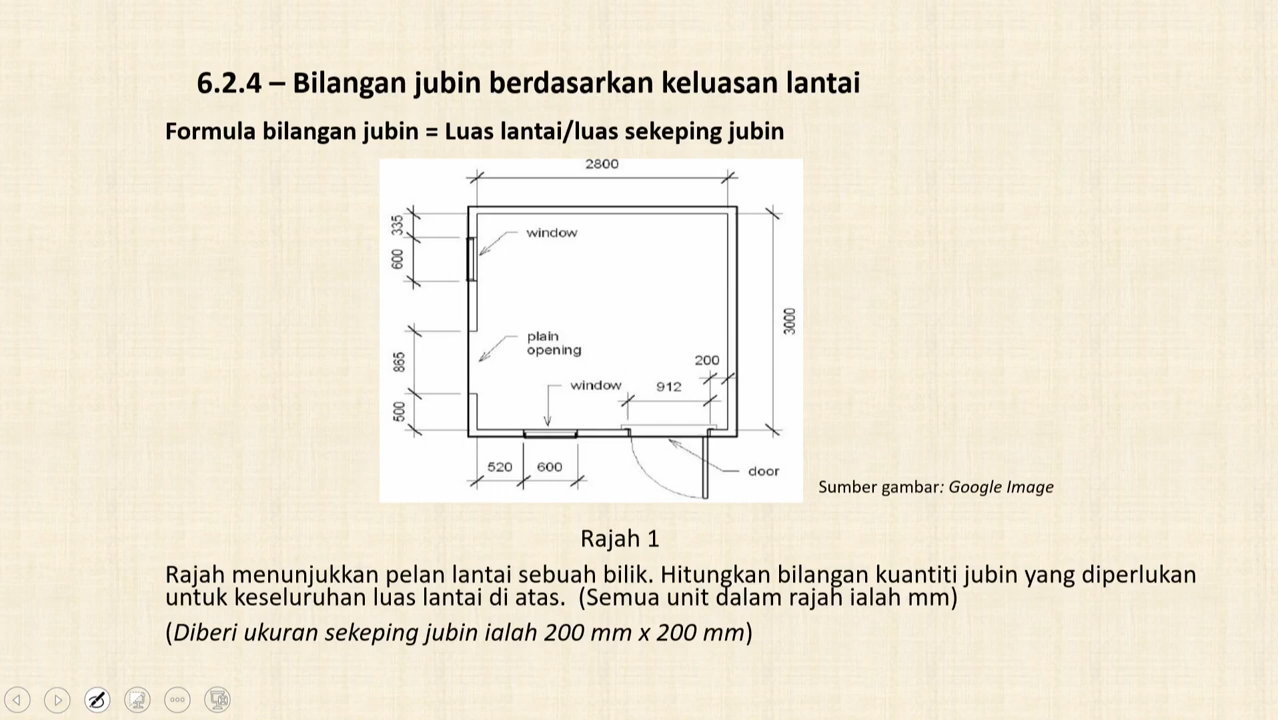 6.2.4 – Bilangan jubin berdasarkan keluasan lantai
Formula bilangan jubin = Luas lantai/luas sekeping jubin
2800
335
window
600
3000
plain
opening
865
200
window
912
500
520
600
door
Sumber gambar: Google Image
Rajah 1
Rajah menunjukkan pelan lantai sebuah bilik. Hitungkan bilangan kuantiti jubin yang diperlukan
untuk keseluruhan luas lantai di atas. (Semua unit dalam rajah ialah mm)
(Diberi ukuran sekeping jubin ialah 200 mm x 200 mm)